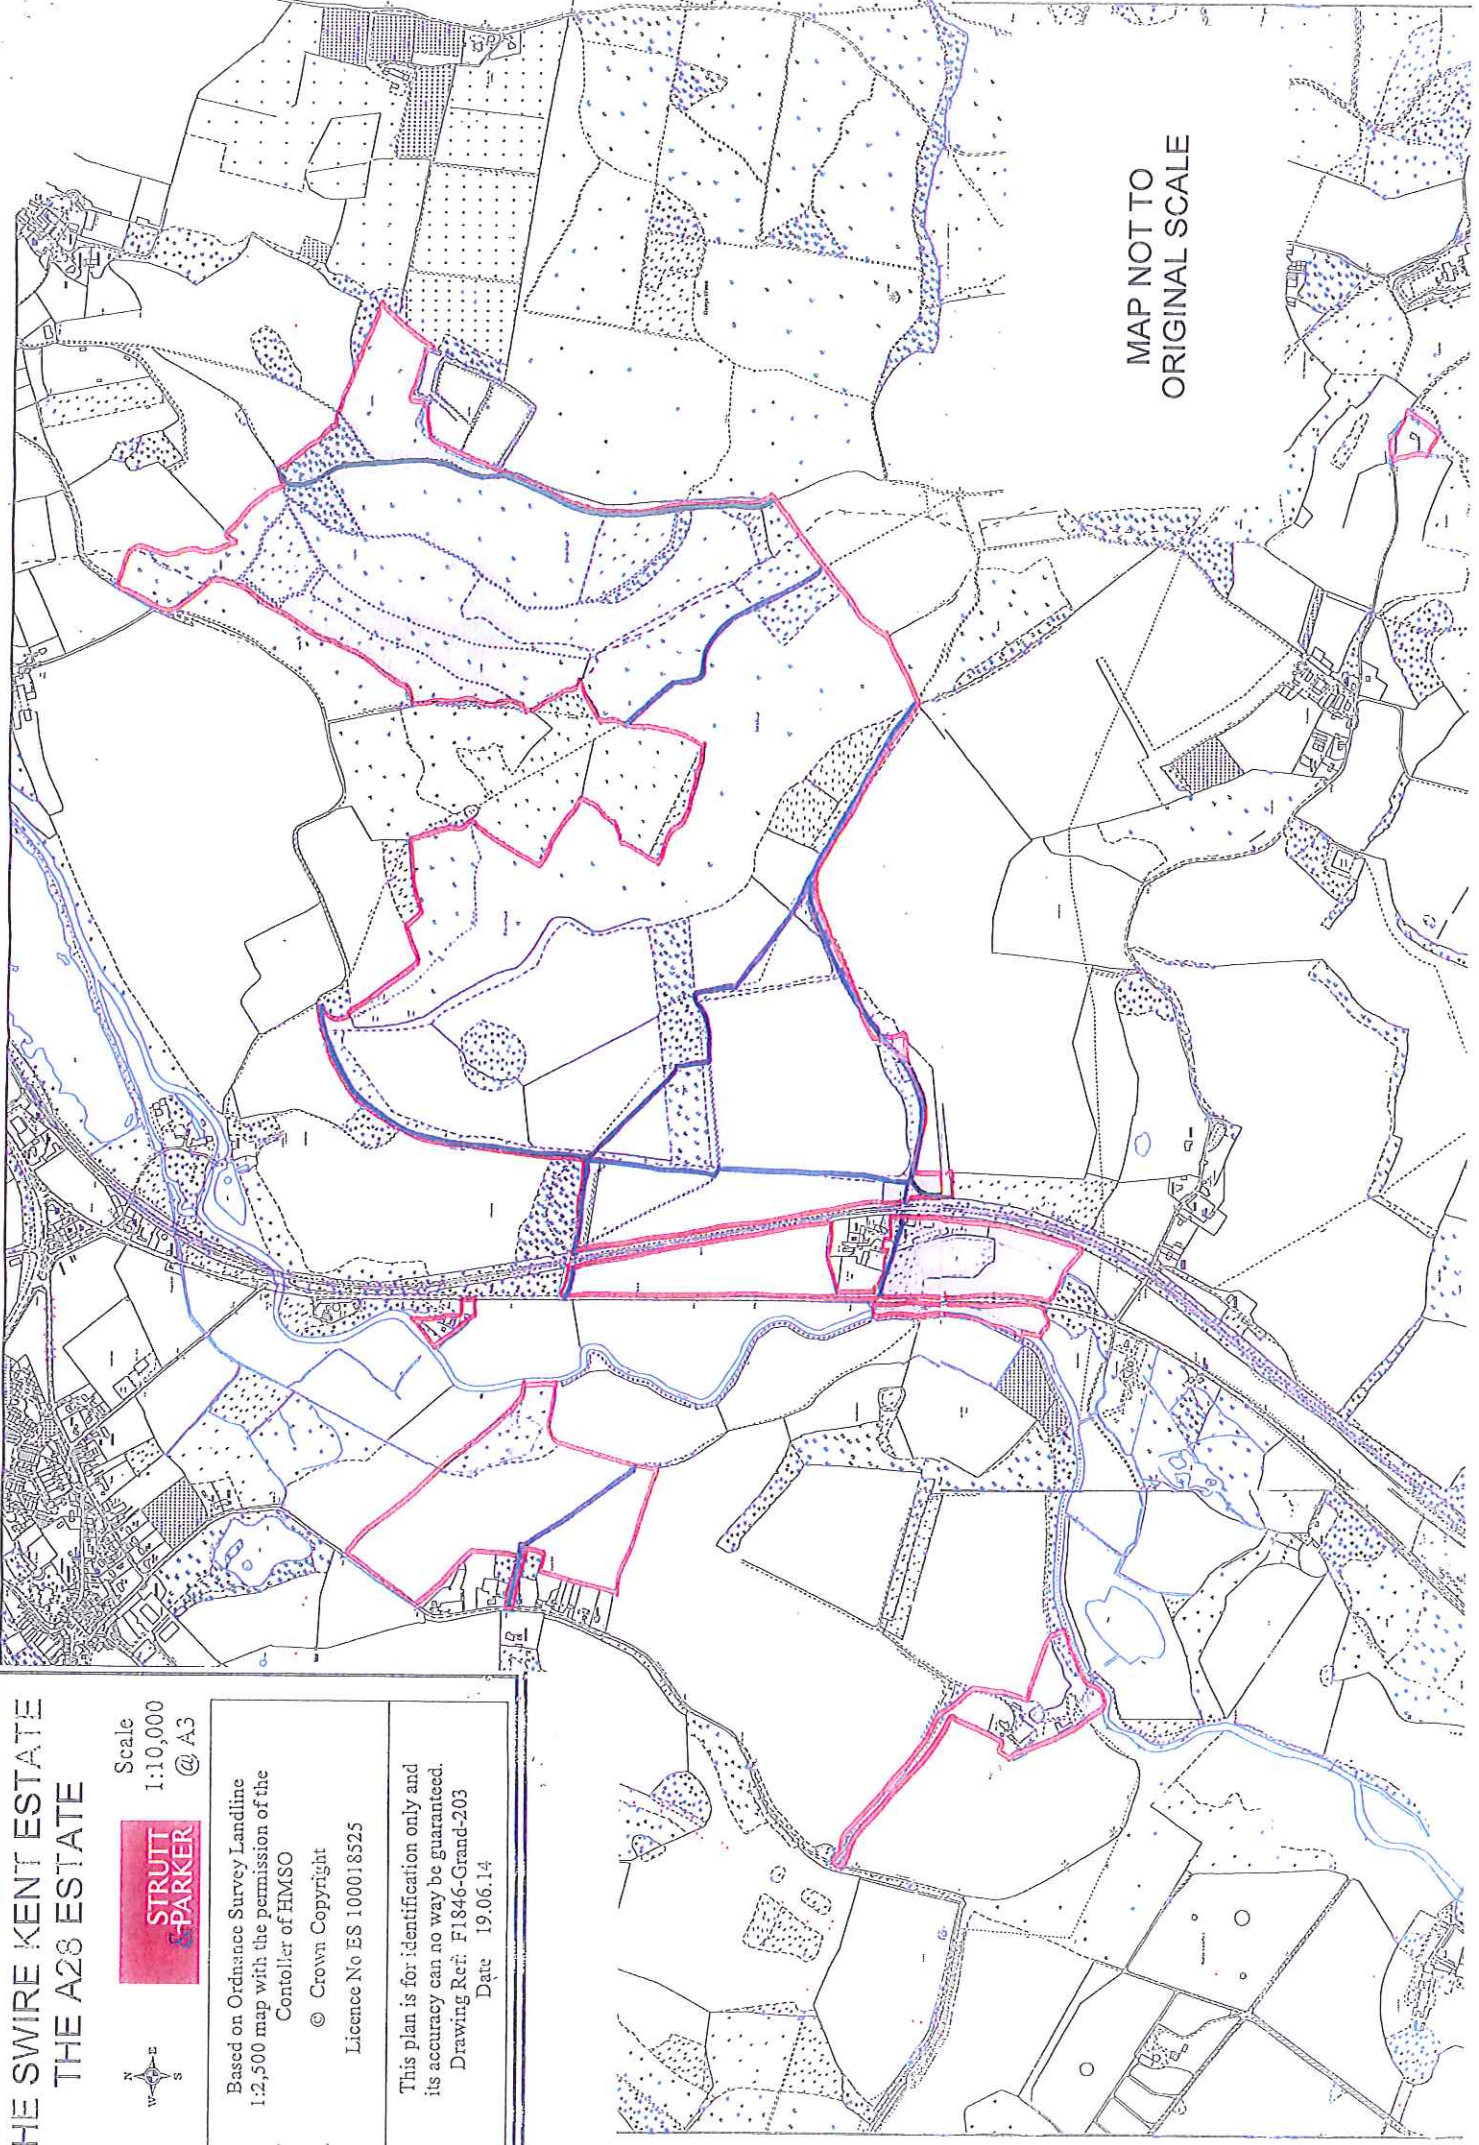 HE SWIRE KENT ESTATE
THE A28 ESTATE
N
W E
S
STRUTT
& PARKER
Scale
1:10,000
@ A3
Based on Ordnance Survey Landline
1:2,500 map with the permission of the
Contoller of HMSO
© Crown Copyright
Licence No ES 100018525
This plan is for identification only and
its accuracy can no way be guaranteed.
Drawing Ref: F1846-Grand-203
Date 19.06.14
MAP NOT TO
ORIGINAL SCALE